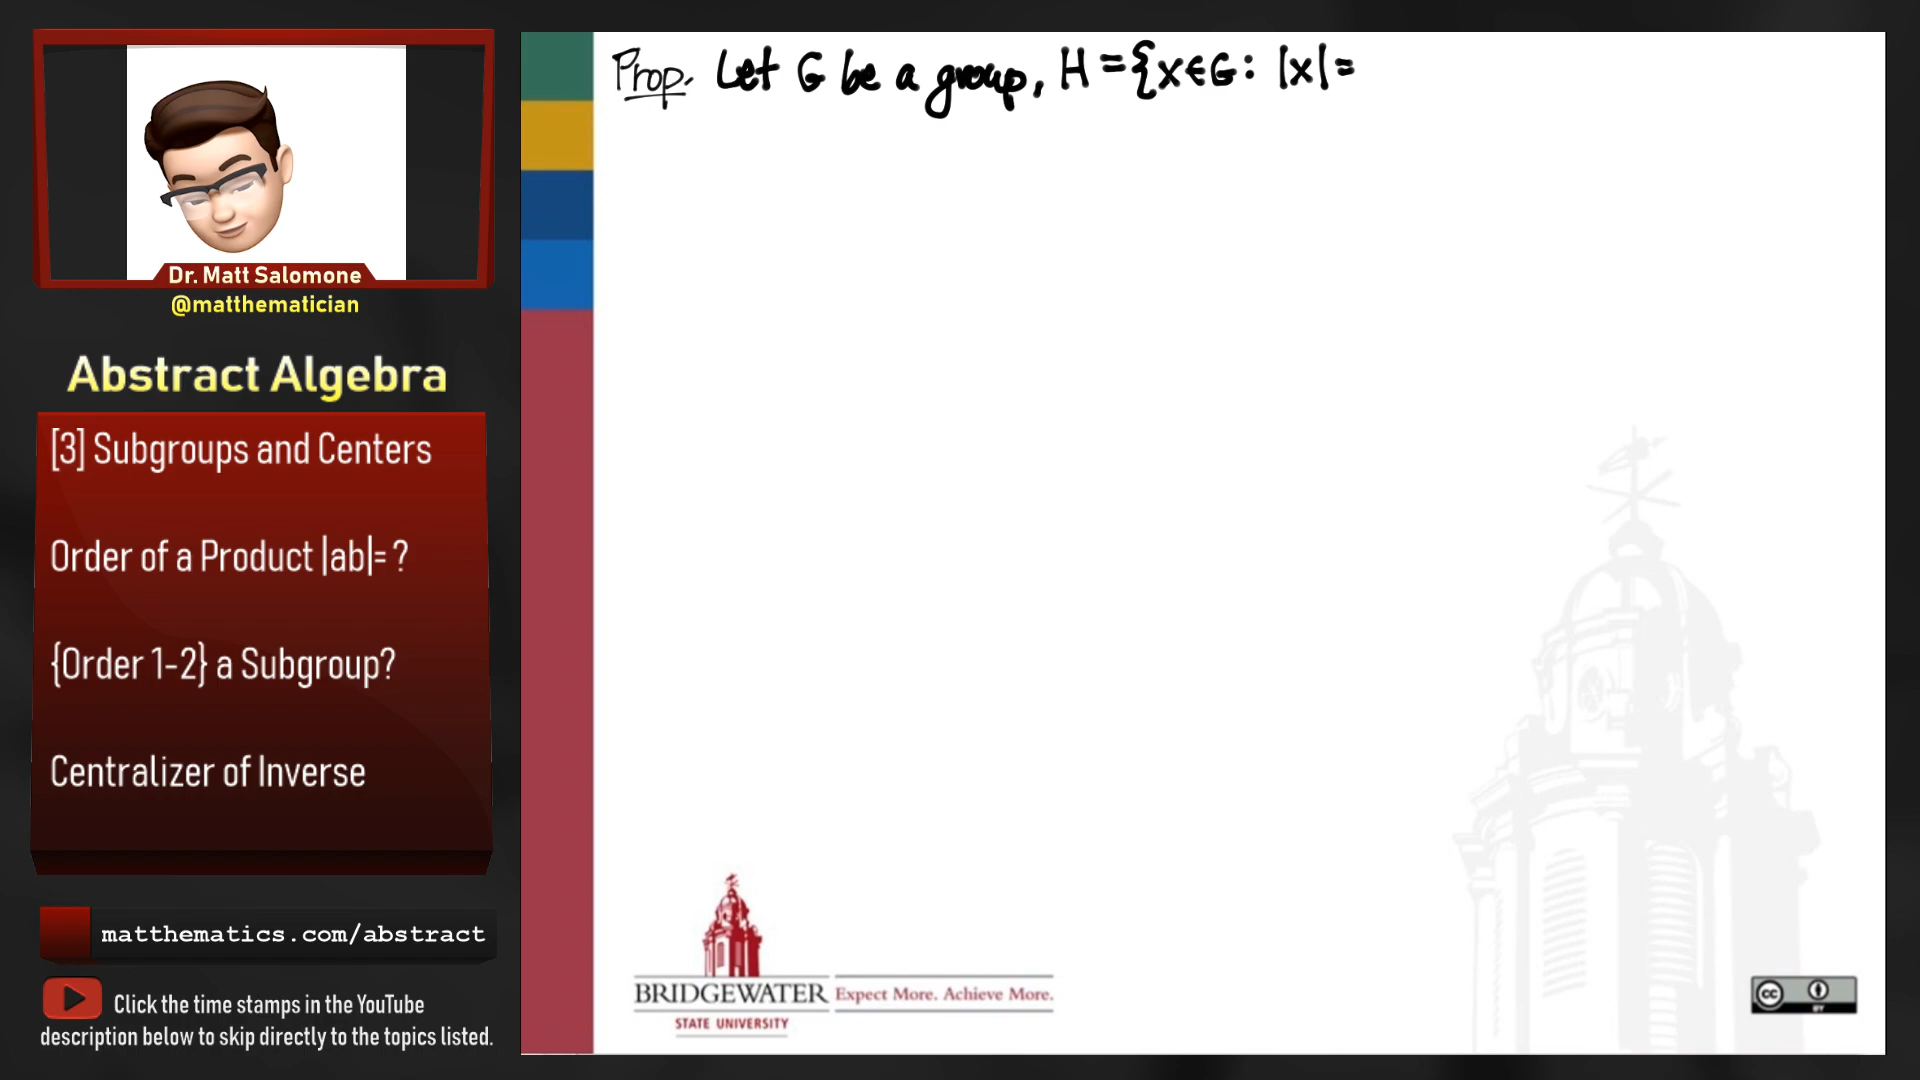 Prop. Let G be a group, H = {x∈G: |x|=
Dr. Matt Salomone
@matthematician
Abstract Algebra
[3] Subgroups and Centers
Order of a Product |ab|= ?
{Order 1-2} a Subgroup?
Centralizer of Inverse
matthematics.com/abstract
Click the time stamps in the YouTube
description below to skip directly to the topics listed.
BRIDGEWATER
STATE UNIVERSITY
Expect More. Achieve More.
cc
BY